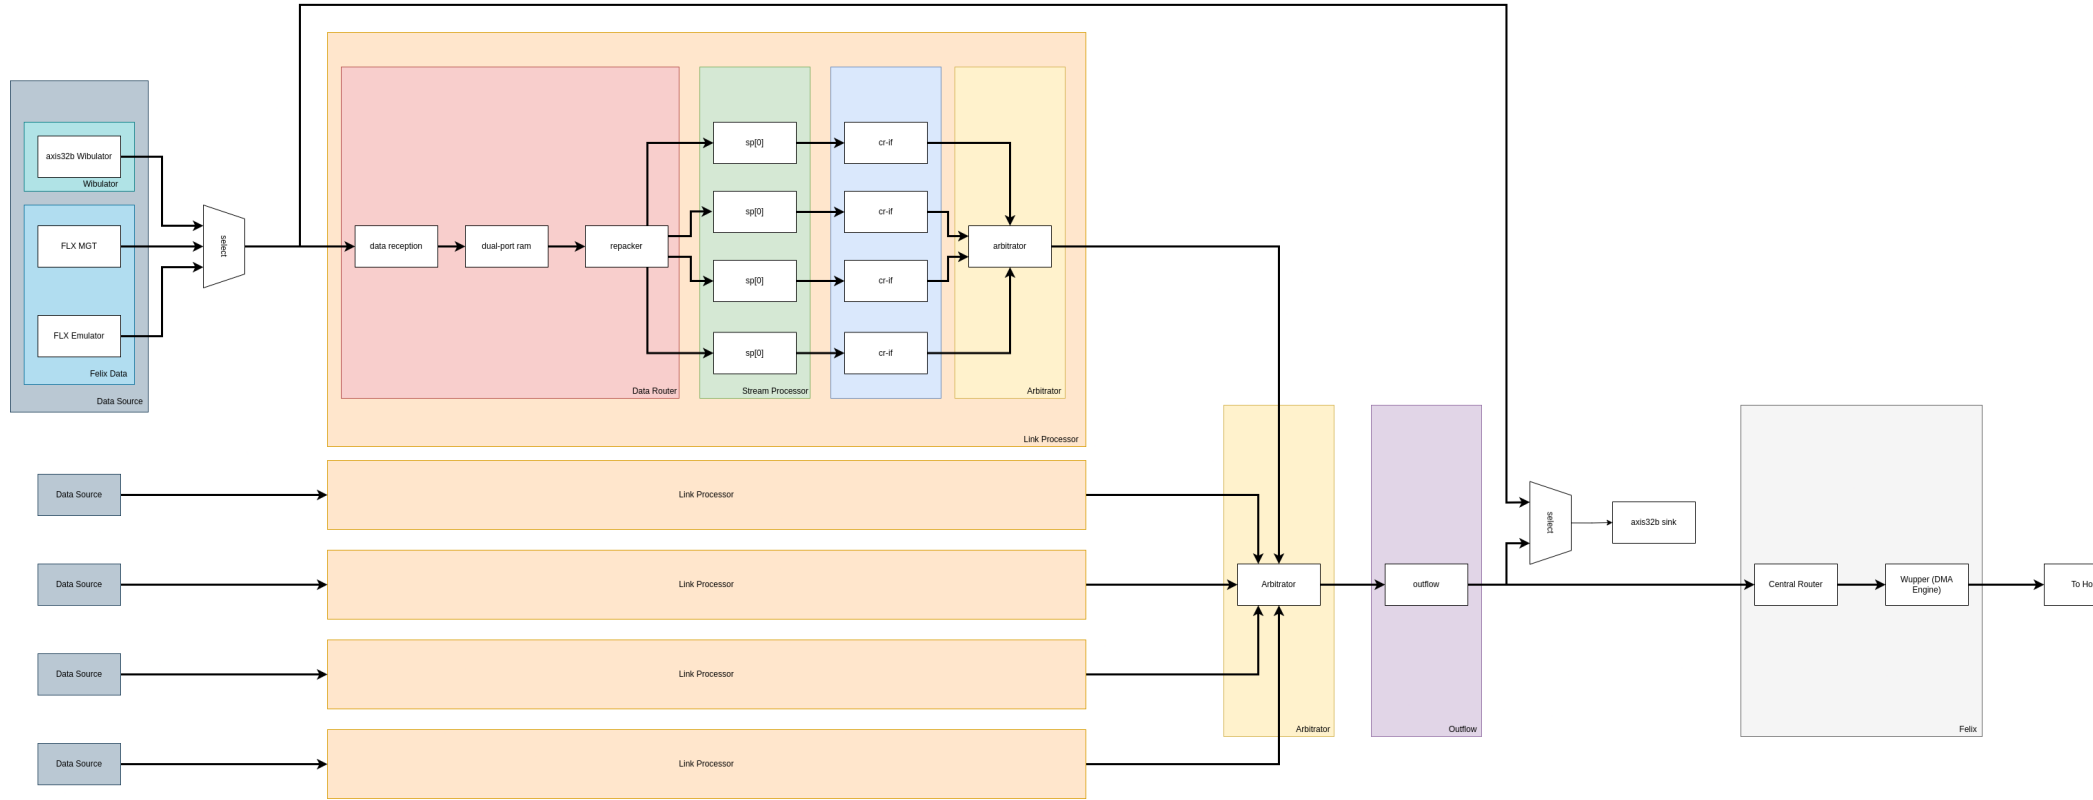 axis32b Wibulator
Wibulator
FLX MGT
FLX Emulator
Felix Data
Data Source
select
data reception
dual-port ram
repacker
Data Router
sp[0]
sp[0]
sp[0]
sp[0]
Stream Processor
cr-if
cr-if
cr-if
cr-if
arbitrator
Arbitrator
Link Processor
Data Source
Link Processor
Data Source
Link Processor
Data Source
Link Processor
Data Source
Link Processor
Arbitrator
Arbitrator
outflow
Outflow
select
axis32b sink
Central Router
Wupper (DMA
Engine)
Felix
To Ho